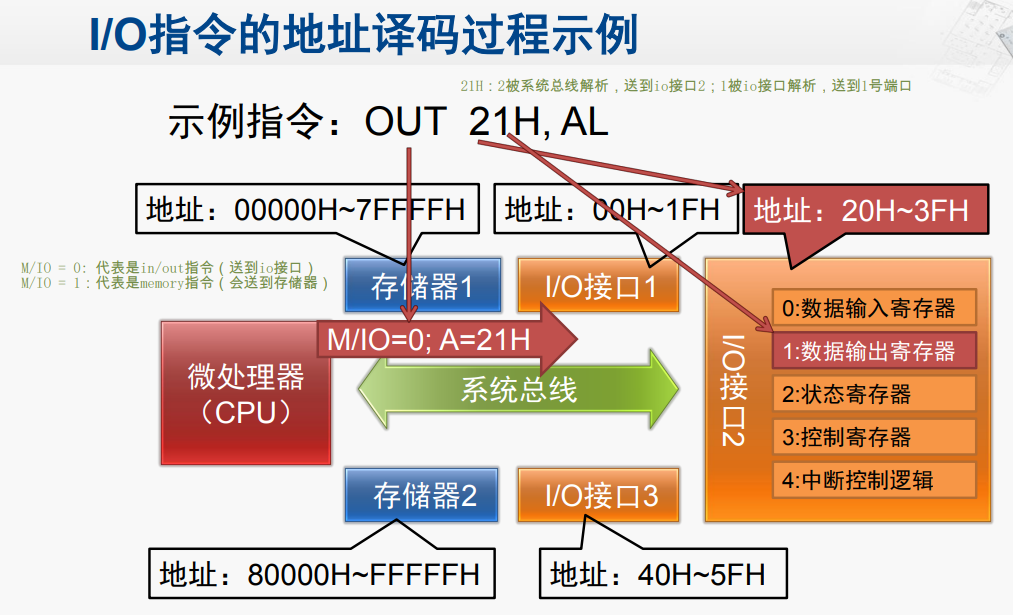 I/O指令的地址译码过程示例
21H：2被系统总线解析，送到io接口2；1被io接口解析，送到1号端口
示例指令：OUT 21H, AL
地址：00000H~7FFFFH
地址：00H~1FH
地址：20H~3FH
M/IO = 0: 代表是in/out指令（送到io接口）
M/IO = 1：代表是memory指令（会送到存储器）
存储器1
I/O接口1
0:数据输入寄存器
M/IO=0; A=21H
1:数据输出寄存器
微处理器
（CPU）
系统总线
I/O接口2
2:状态寄存器
3:控制寄存器
4:中断控制逻辑
存储器2
I/O接口3
地址：80000H~FFFFFH
地址：40H~5FH